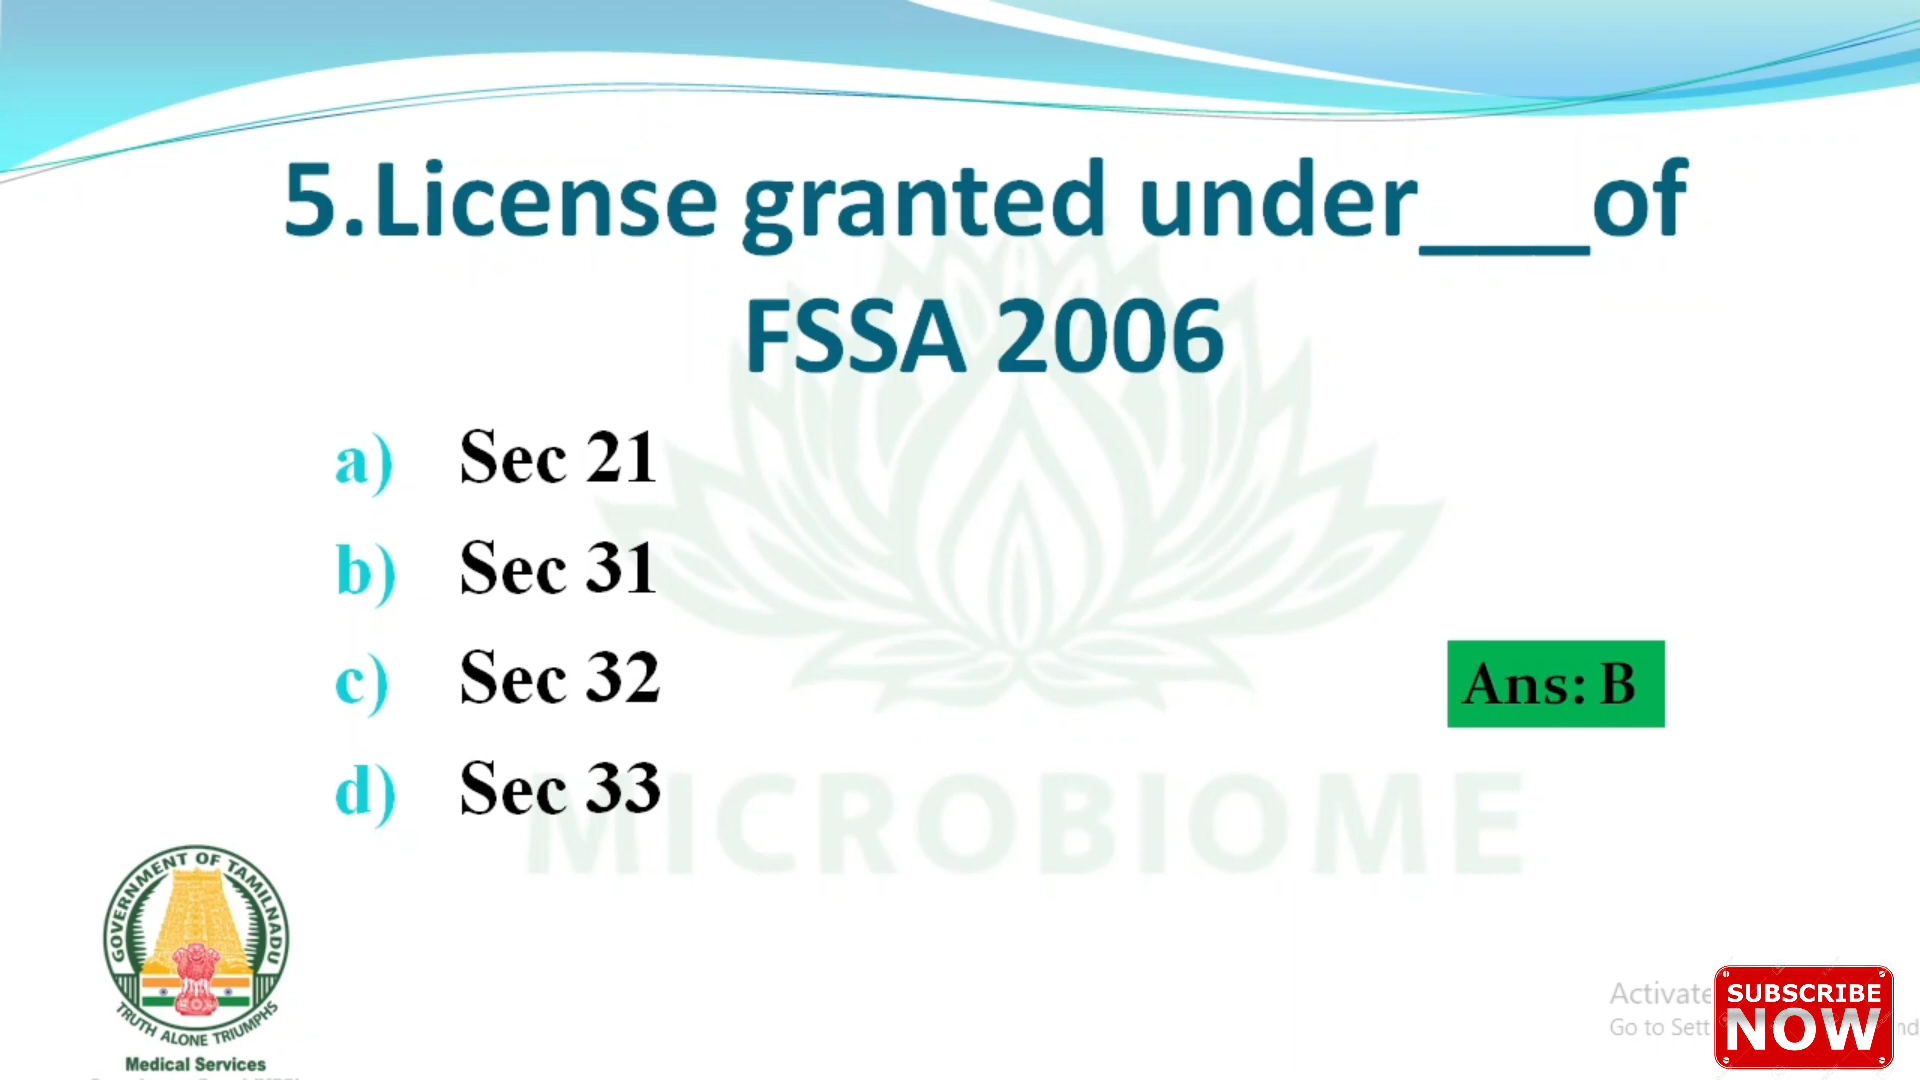 5.License granted under___of
FSSA 2006
a) Sec 21
b) Sec 31
c) Sec 32
d) Sec 33
Ans: B
MICROBIOME
GOVERNMENT OF TAMILNADU
TRUTH ALONE TRIUMPHS
Medical Services
Activate
Go to Sett
SUBSCRIBE
NOW